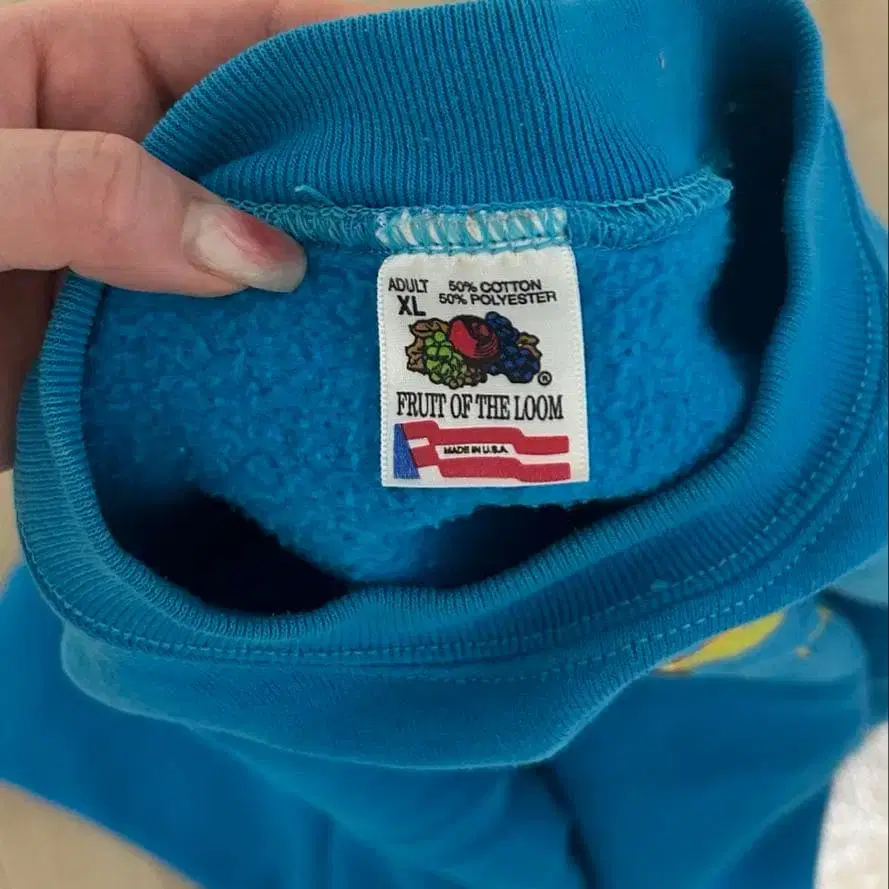 ADULT 50% COTTON
XL 50% POLYESTER
®
FRUIT OF THE LOOM
MADE IN U.S.A.